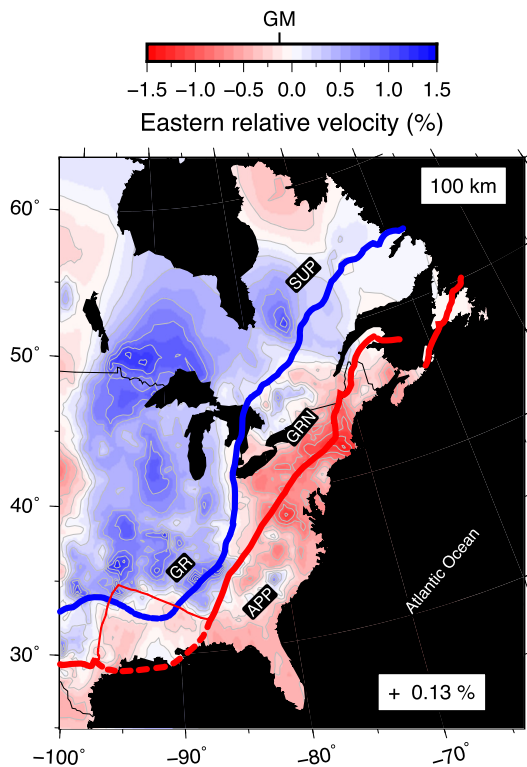 GM
−1.5 −1.0 −0.5 0.0 0.5 1.0 1.5
Eastern relative velocity (%)
100 km
60°
SUP
50°
GRN
40°
GR
APP
Atlantic Ocean
30°
+ 0.13 %
−100° −90° −80° −70°